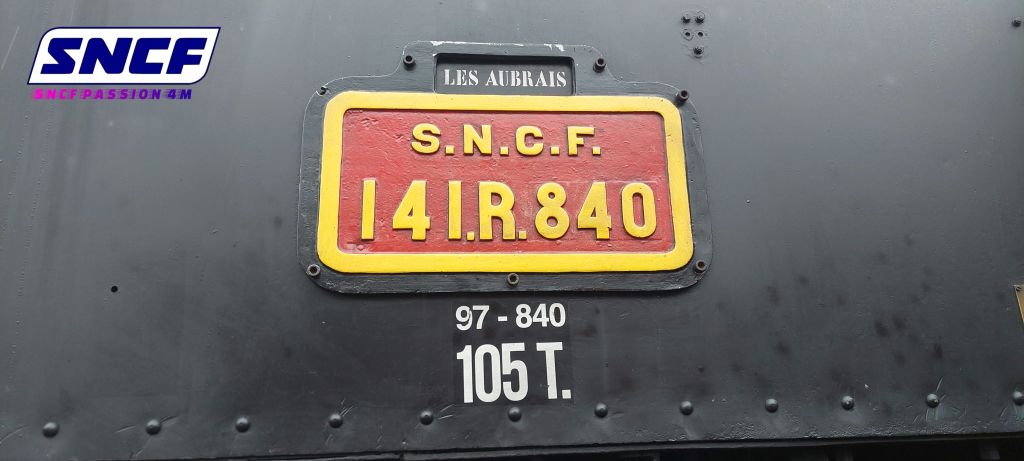 SNCF
SNCF PASSION 4M
LES AUBRAIS
S.N.C.F.
141.R.840
97 - 840
105 T.